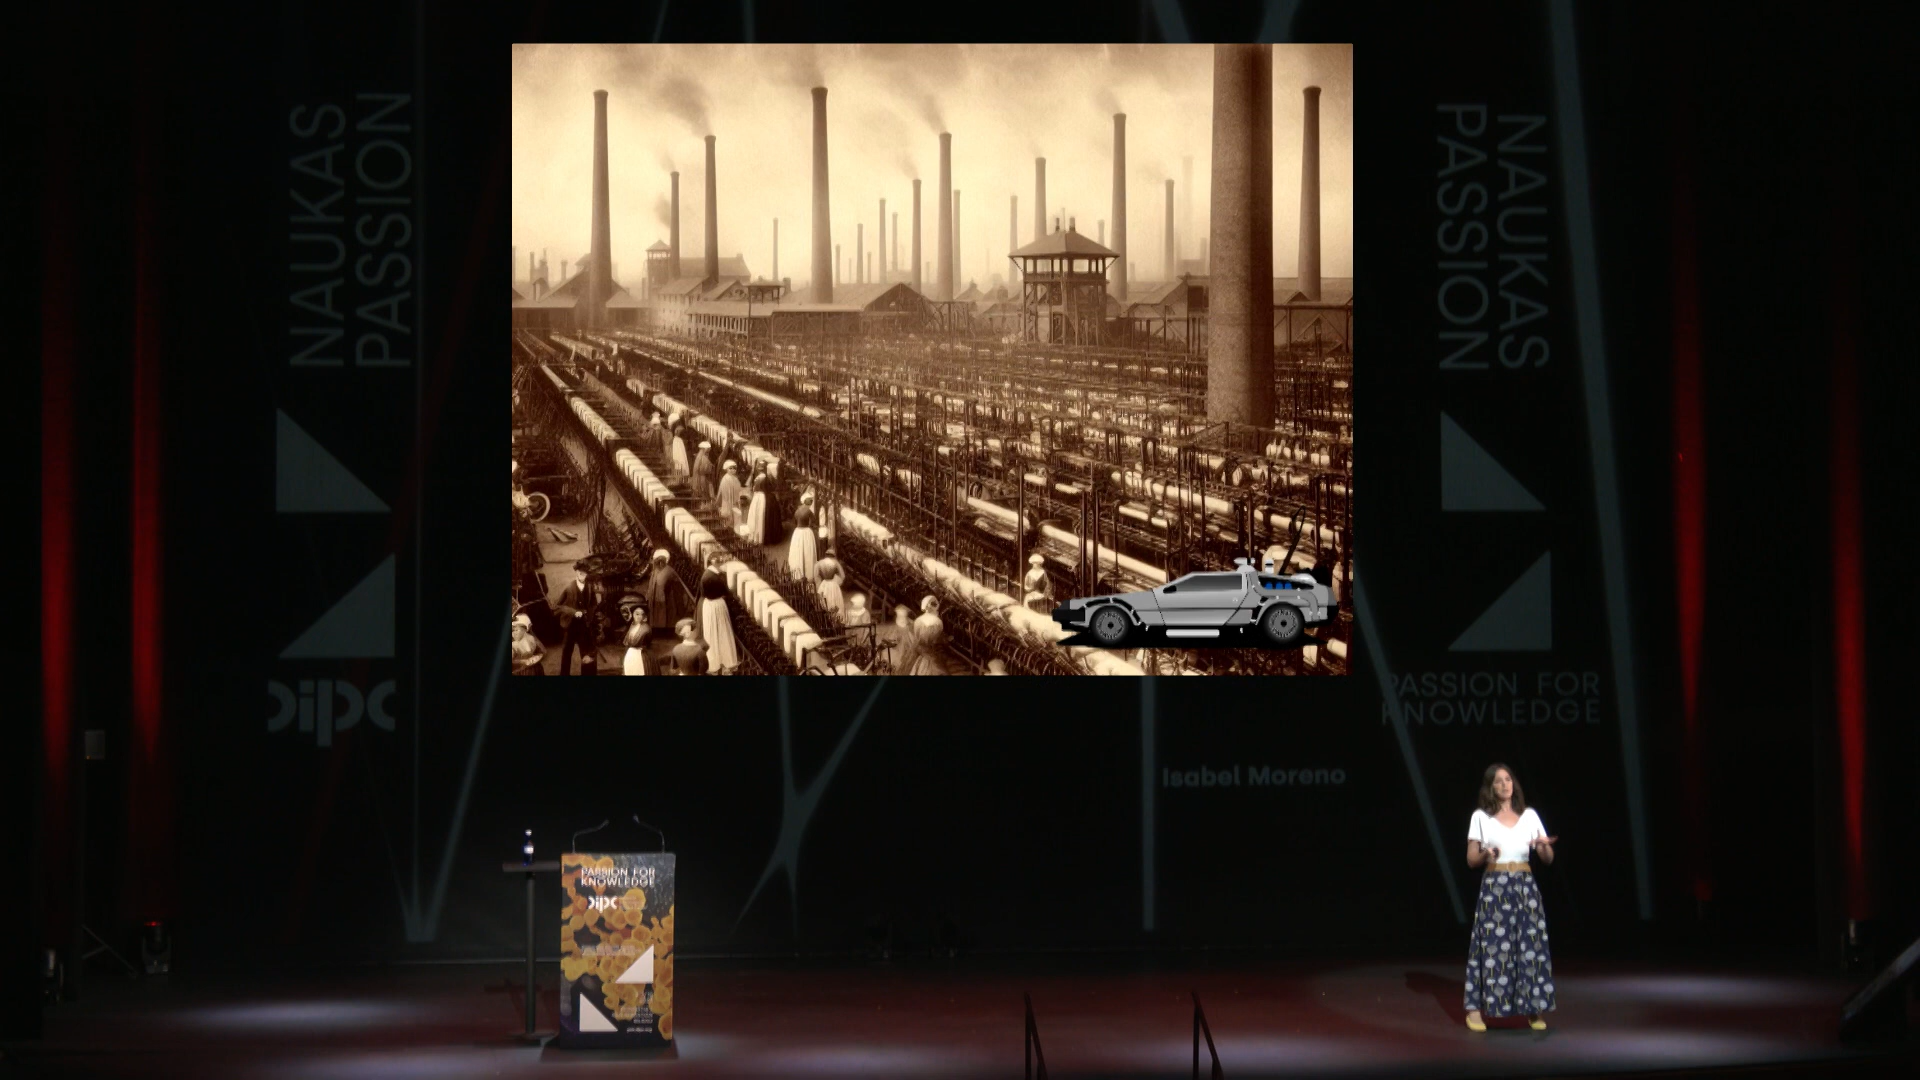 NAUKAS
PASSION
dipc
NAUKAS
PASSION
PASSION FOR
KNOWLEDGE
Isabel Moreno
PASSION FOR
KNOWLEDGE
dipc